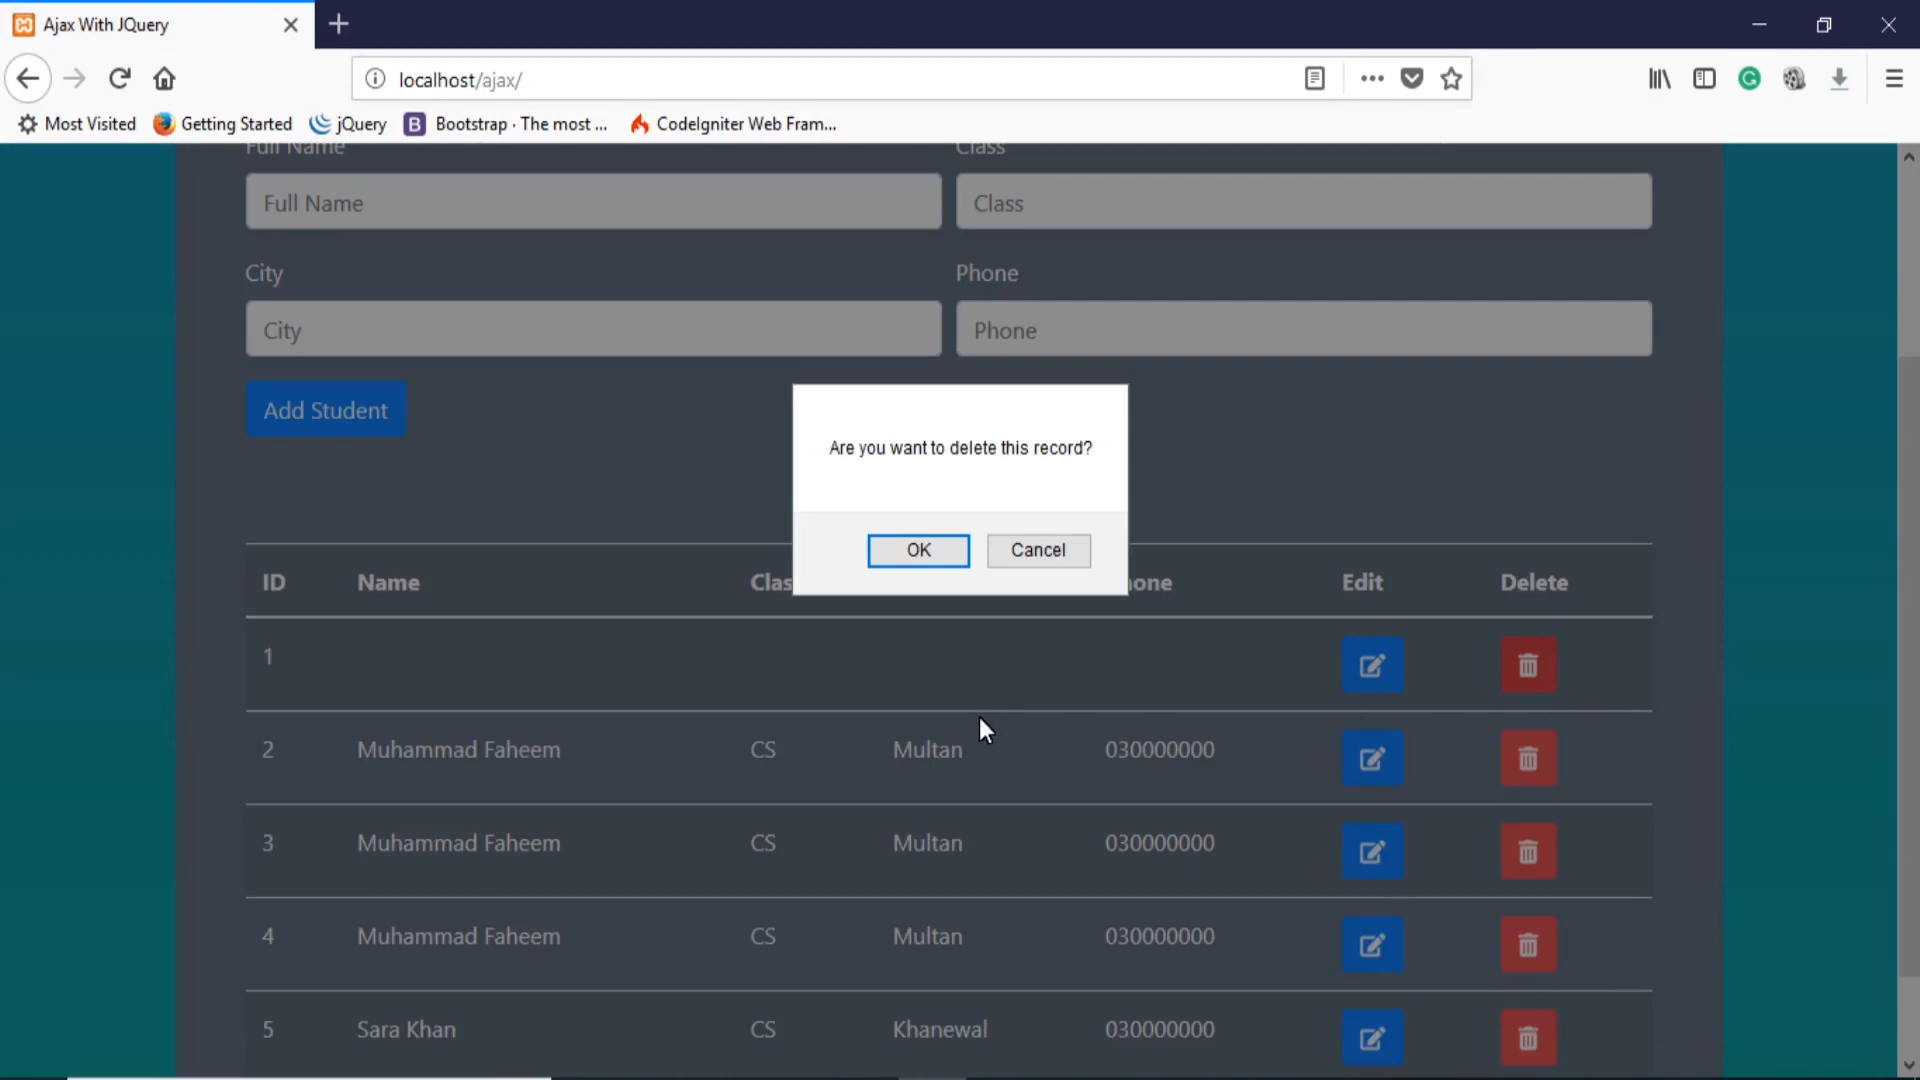 Ajax With JQuery
localhost/ajax/
Most Visited Getting Started jQuery B Bootstrap · The most ... CodeIgniter Web Fram...
Full Name Class
Full Name Class
City Phone
City Phone
Add Student
Are you want to delete this record?
OK Cancel
ID Name Clas one Edit Delete
1
2 Muhammad Faheem CS Multan 030000000
3 Muhammad Faheem CS Multan 030000000
4 Muhammad Faheem CS Multan 030000000
5 Sara Khan CS Khanewal 030000000